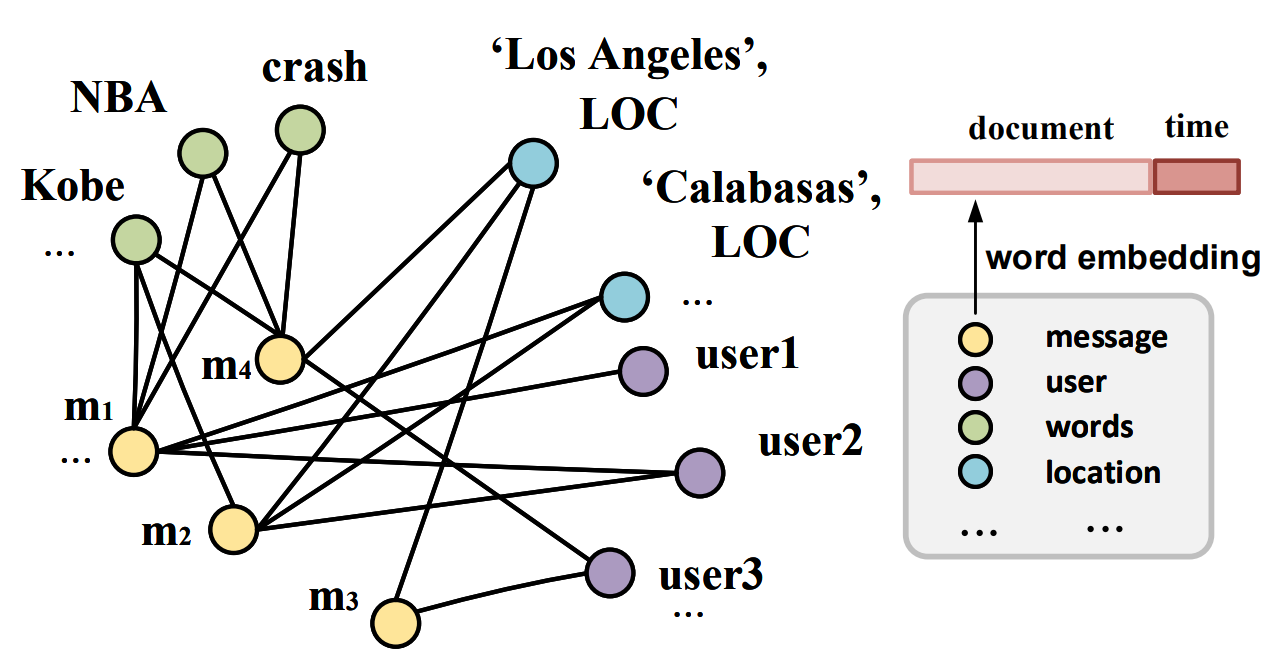 crash
NBA
Kobe
...
‘Los Angeles’,
LOC
‘Calabasas’,
LOC
...
m4
m1
...
m2
m3
user1
user2
user3
...
document time
word embedding
message
user
words
location
... ...